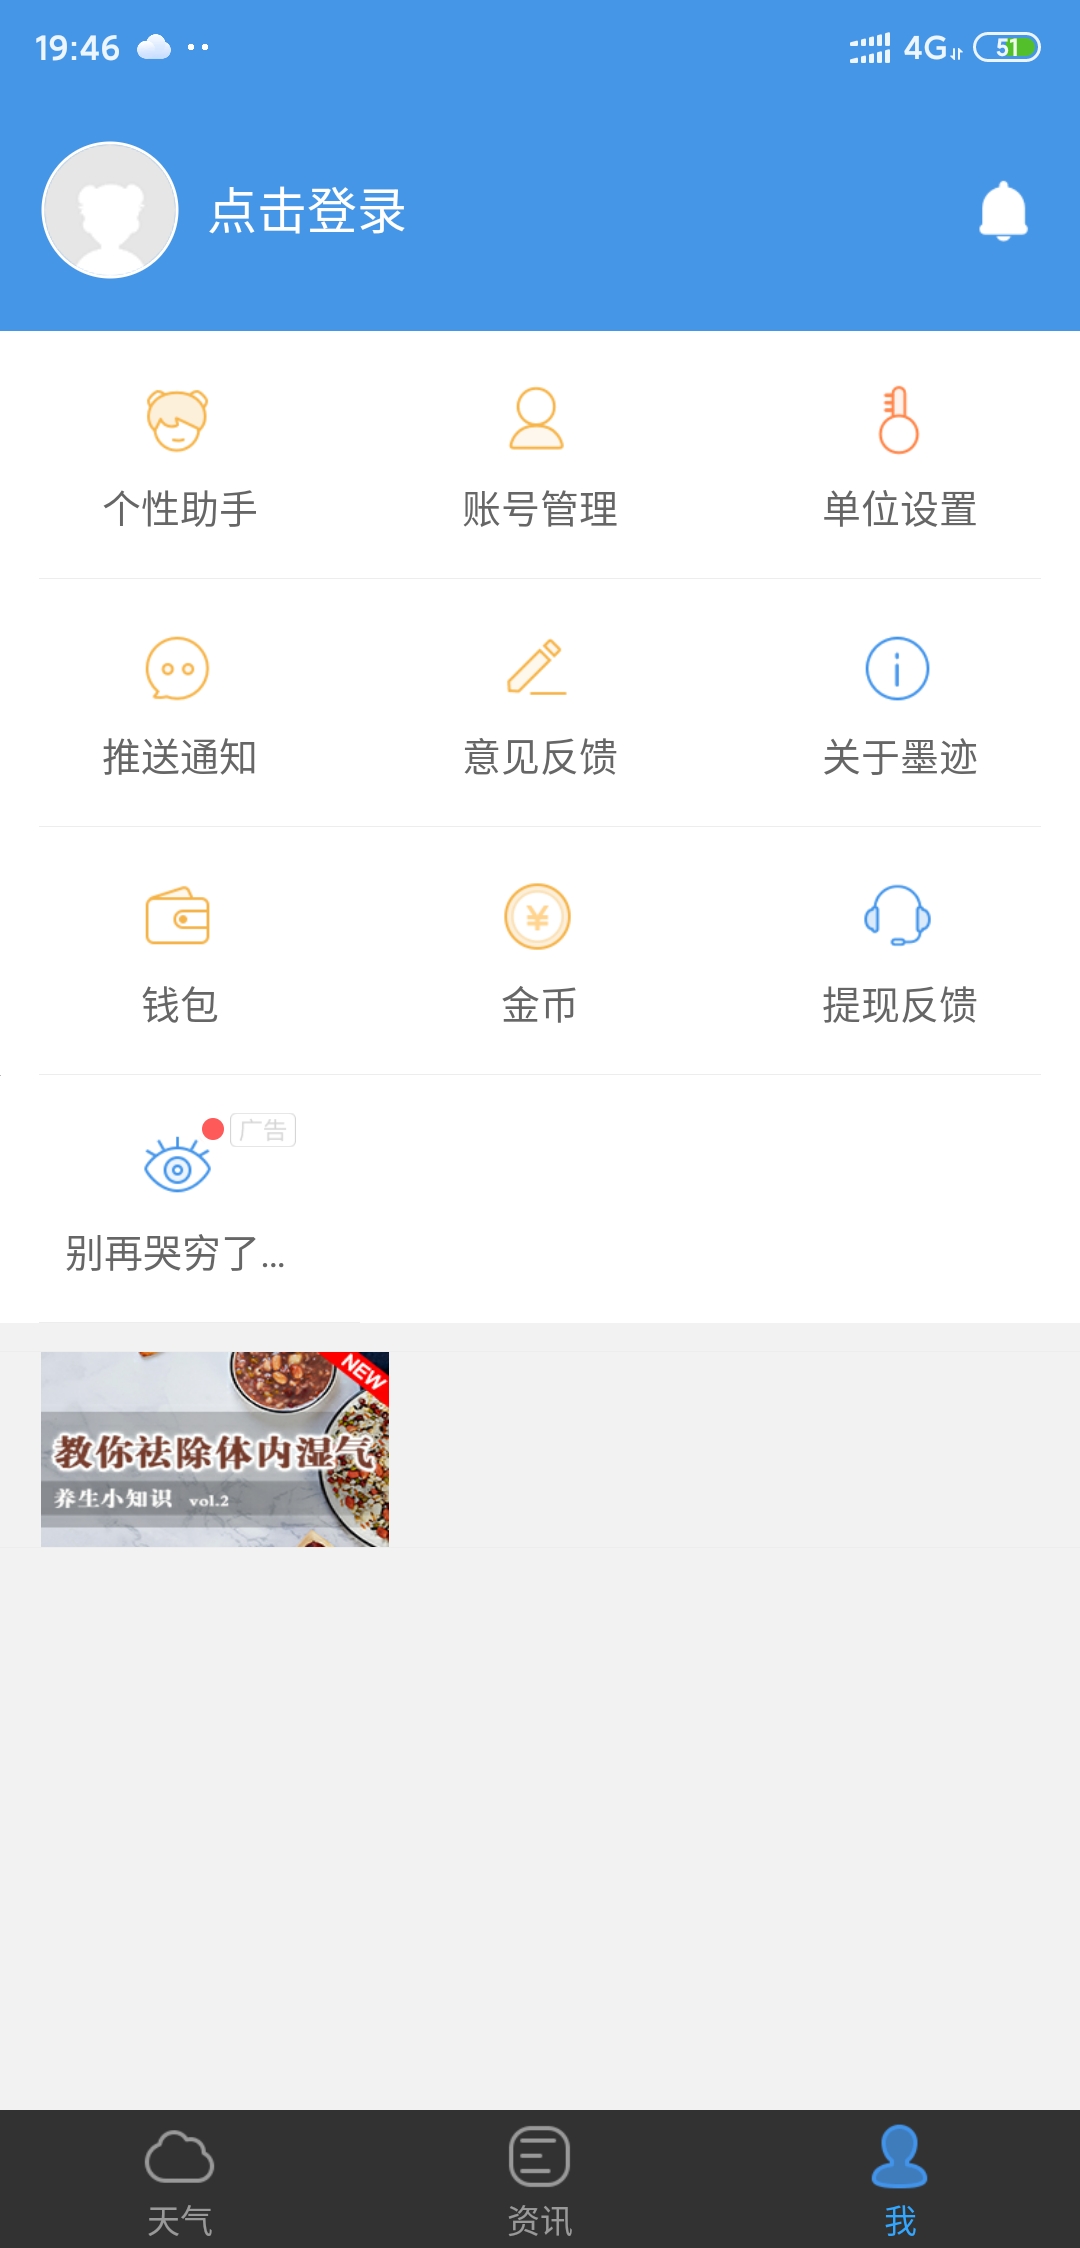 19:46
4G
51
点击登录
个性助手
账号管理
单位设置
推送通知
意见反馈
关于墨迹
钱包
金币
提现反馈
广告
别再哭穷了...
NEW
教你祛除体内湿气
养生小知识 vol.2
天气
资讯
我